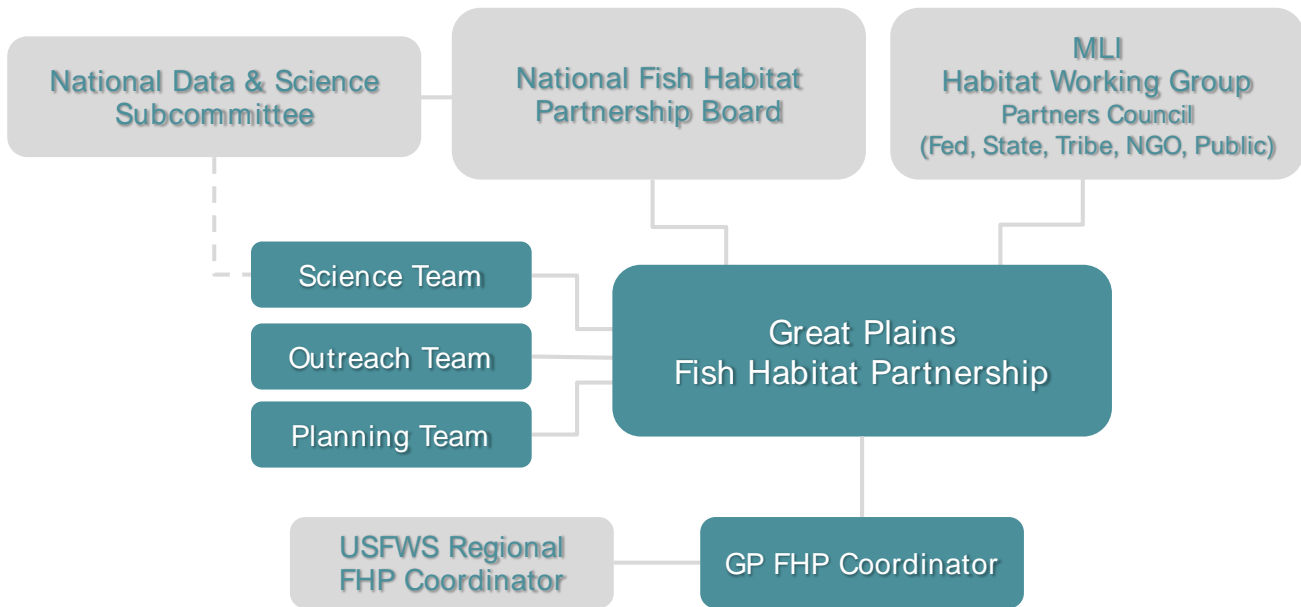 National Data & Science
Subcommittee
National Fish Habitat
Partnership Board
MLI
Habitat Working Group
Partners Council
(Fed, State, Tribe, NGO, Public)
Science Team
Outreach Team
Planning Team
Great Plains
Fish Habitat Partnership
USFWS Regional
FHP Coordinator
GP FHP Coordinator